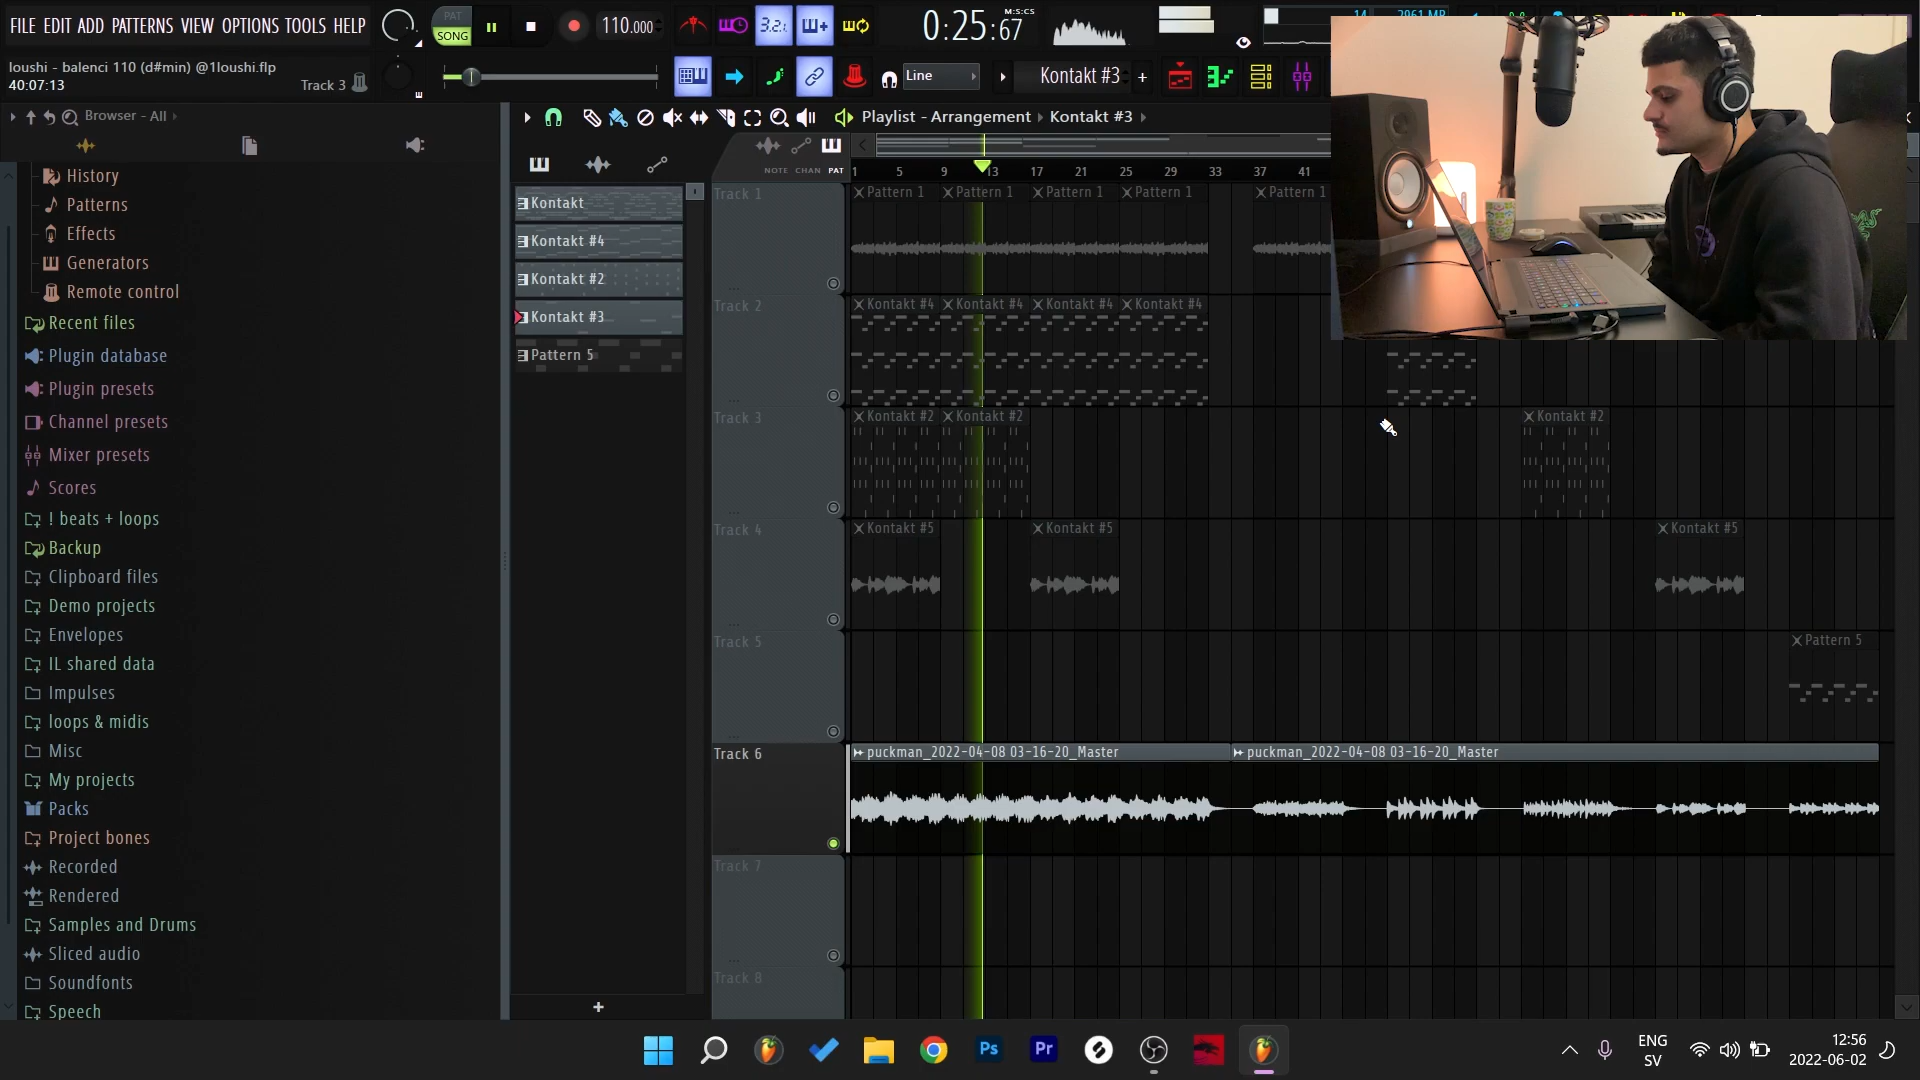 FILE EDIT ADD PATTERNS VIEW OPTIONS TOOLS HELP
PAT
SONG
110.000
3.2.
0:25:67
M:S:CS
14
2861 MB
loushi - balenci 110 (d#min) @1loushi.flp
40:07:13
Track 3
Line
Kontakt #3
+
Browser - All
Playlist - Arrangement › Kontakt #3 ›
NOTE CHAN PAT
1 5 9 13 17 21 25 29 33 37 41
History
Patterns
Effects
Generators
Remote control
Recent files
Plugin database
Plugin presets
Channel presets
Mixer presets
Scores
! beats + loops
Backup
Clipboard files
Demo projects
Envelopes
IL shared data
Impulses
loops & midis
Misc
My projects
Packs
Project bones
Recorded
Rendered
Samples and Drums
Sliced audio
Soundfonts
Speech
Kontakt
Kontakt #4
Kontakt #2
Kontakt #3
Pattern 5
+
Track 1
Pattern 1 Pattern 1 Pattern 1 Pattern 1 Pattern 1
Track 2
Kontakt #4 Kontakt #4 Kontakt #4 Kontakt #4
Track 3
Kontakt #2 Kontakt #2 Kontakt #2
Track 4
Kontakt #5 Kontakt #5 Kontakt #5
Track 5
Pattern 5
Track 6
puckman_2022-04-08 03-16-20_Master puckman_2022-04-08 03-16-20_Master
Track 7
Track 8
Ps
Pr
ENG
SV
12:56
2022-06-02